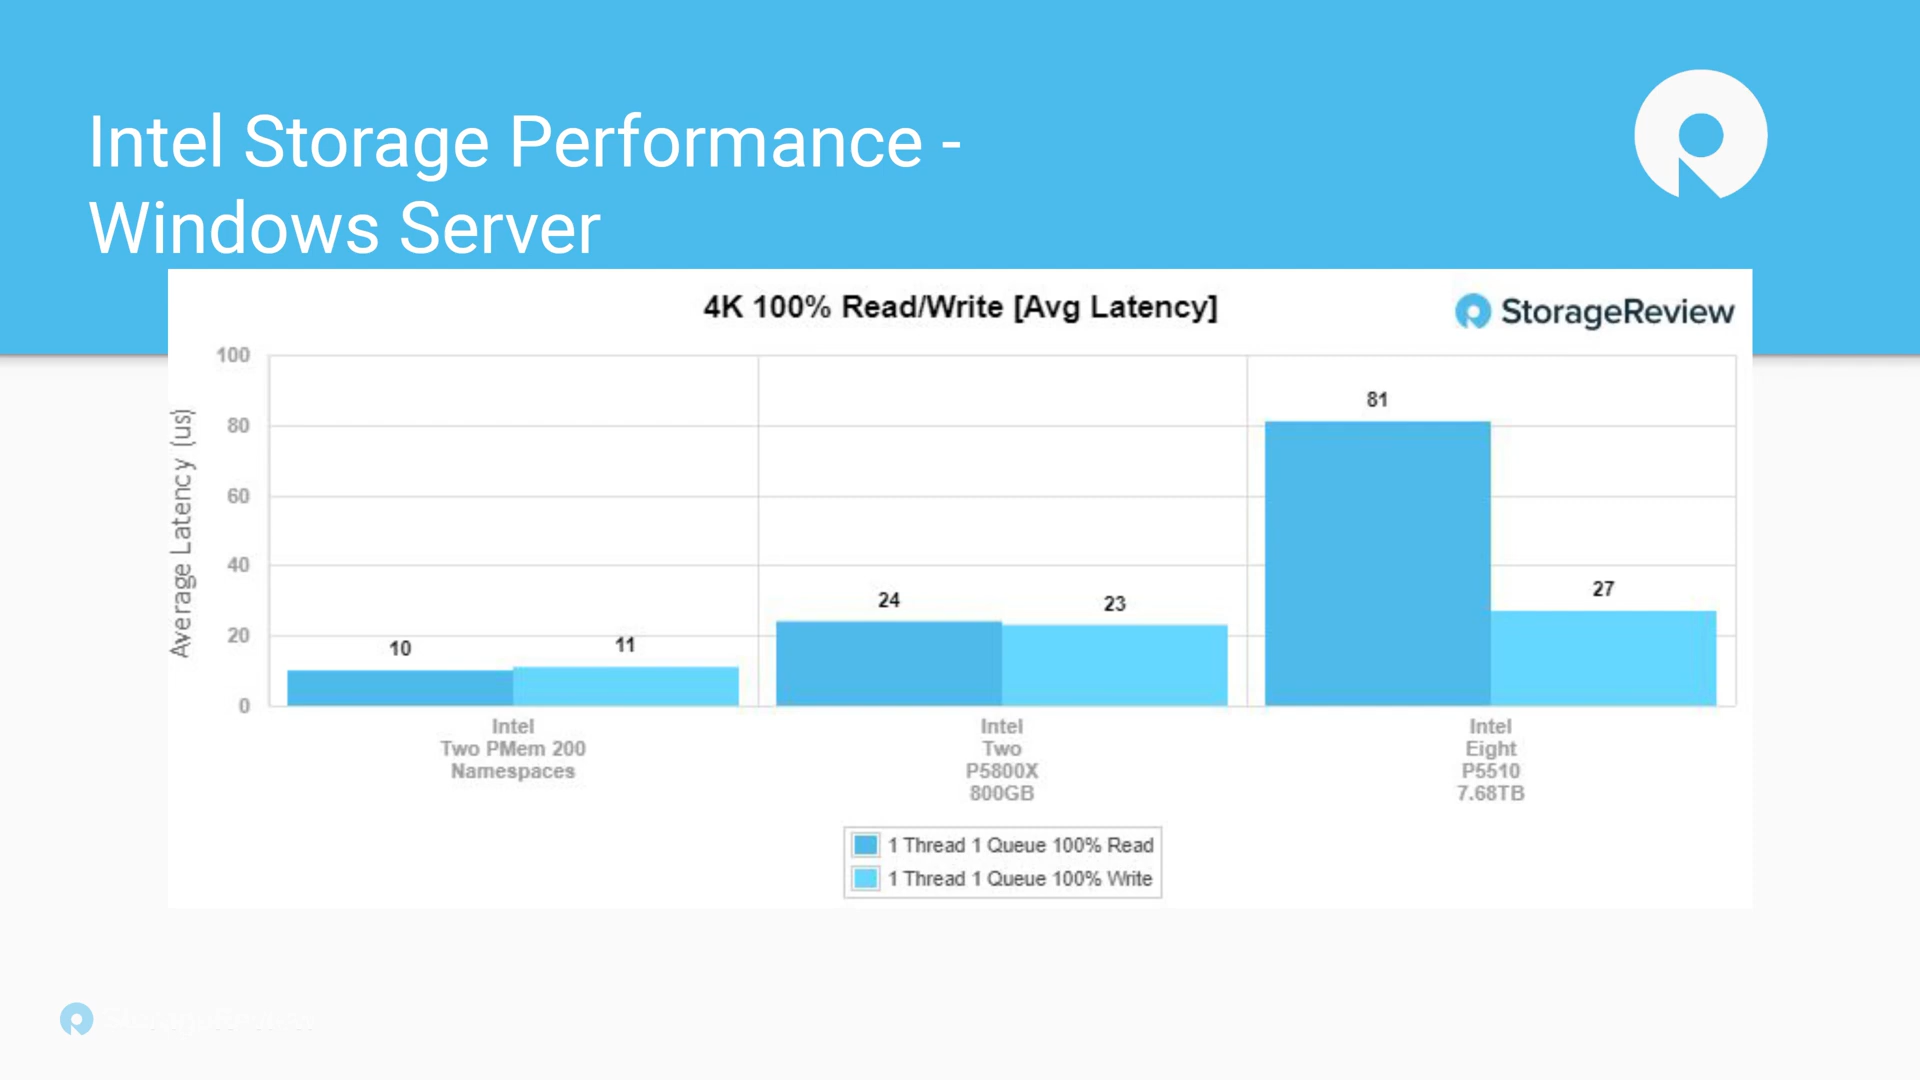 Intel Storage Performance -
Windows Server
4K 100% Read/Write [Avg Latency]
StorageReview
Average Latency (us)
100
80
60
40
20
0
10
11
24
23
81
27
Intel
Two PMem 200
Namespaces
Intel
Two
P5800X
800GB
Intel
Eight
P5510
7.68TB
1 Thread 1 Queue 100% Read
1 Thread 1 Queue 100% Write